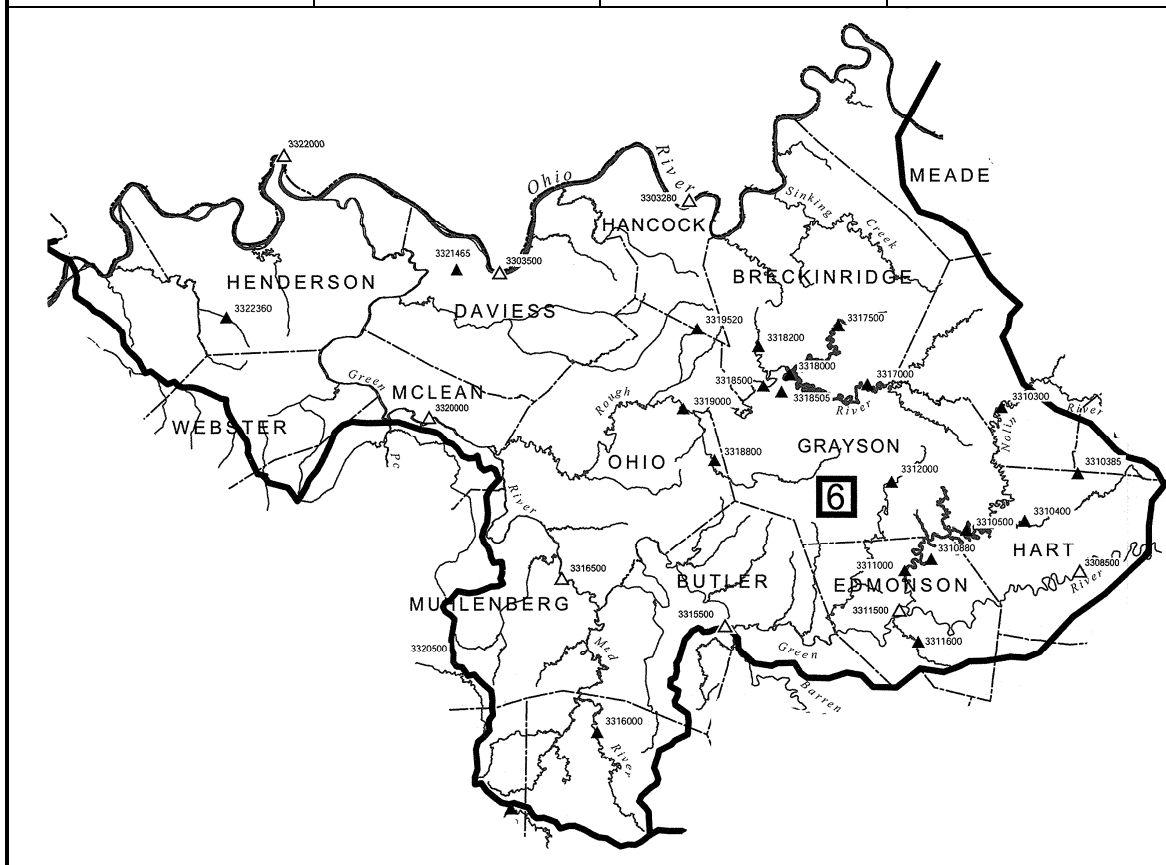 3322000
Ohio
River
3303280
MEADE
HANCOCK
Sinking
Creek
3321465
3303500
HENDERSON
BRECKINRIDGE
DAVIESS
3322360
3319520
3317500
3318200
3318000
Green
MCLEAN
3320000
3318500
3318505
3317000
River
Rough
3319000
3310300
River
Nolin
WEBSTER
Pc
OHIO
3318800
GRAYSON
6
3312000
3310385
River
3310500
3310400
3310880
HART
3308500
River
3316500
BUTLER
3311000
EDMONSON
MUHLENBERG
3315500
3311500
3311600
3320500
Mud
Green
Barren
3316000
River